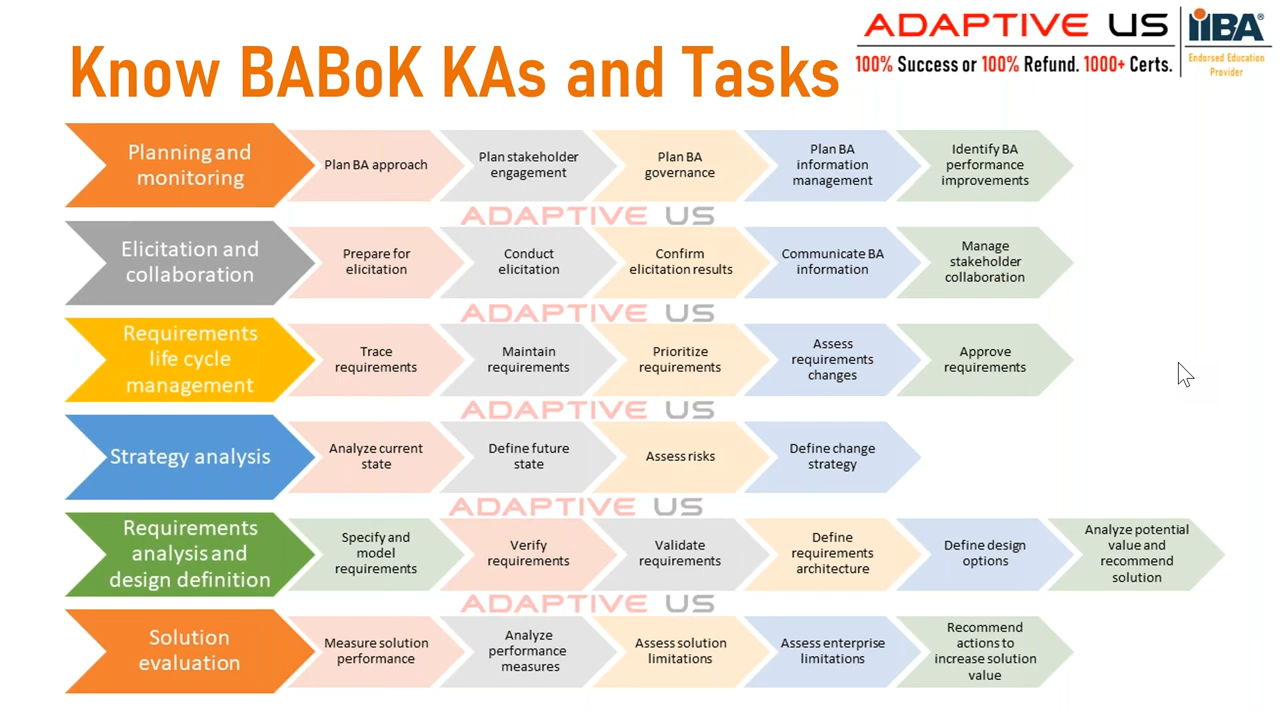 Know BABoK KAs and Tasks
ADAPTIVE US
100% Success or 100% Refund. 1000+ Certs.
iiBA®
Endorsed Education
Provider
Planning and
monitoring
Plan BA approach
Plan stakeholder
engagement
Plan BA
governance
Plan BA
information
management
Identify BA
performance
improvements
ADAPTIVE US
Elicitation and
collaboration
Prepare for
elicitation
Conduct
elicitation
Confirm
elicitation results
Communicate BA
information
Manage
stakeholder
collaboration
ADAPTIVE US
Requirements
life cycle
management
Trace
requirements
Maintain
requirements
Prioritize
requirements
Assess
requirements
changes
Approve
requirements
ADAPTIVE US
Strategy analysis
Analyze current
state
Define future
state
Assess risks
Define change
strategy
ADAPTIVE US
Requirements
analysis and
design definition
Specify and
model
requirements
Verify
requirements
Validate
requirements
Define
requirements
architecture
Define design
options
Analyze potential
value and
recommend
solution
ADAPTIVE US
Solution
evaluation
Measure solution
performance
Analyze
performance
measures
Assess solution
limitations
Assess enterprise
limitations
Recommend
actions to
increase solution
value